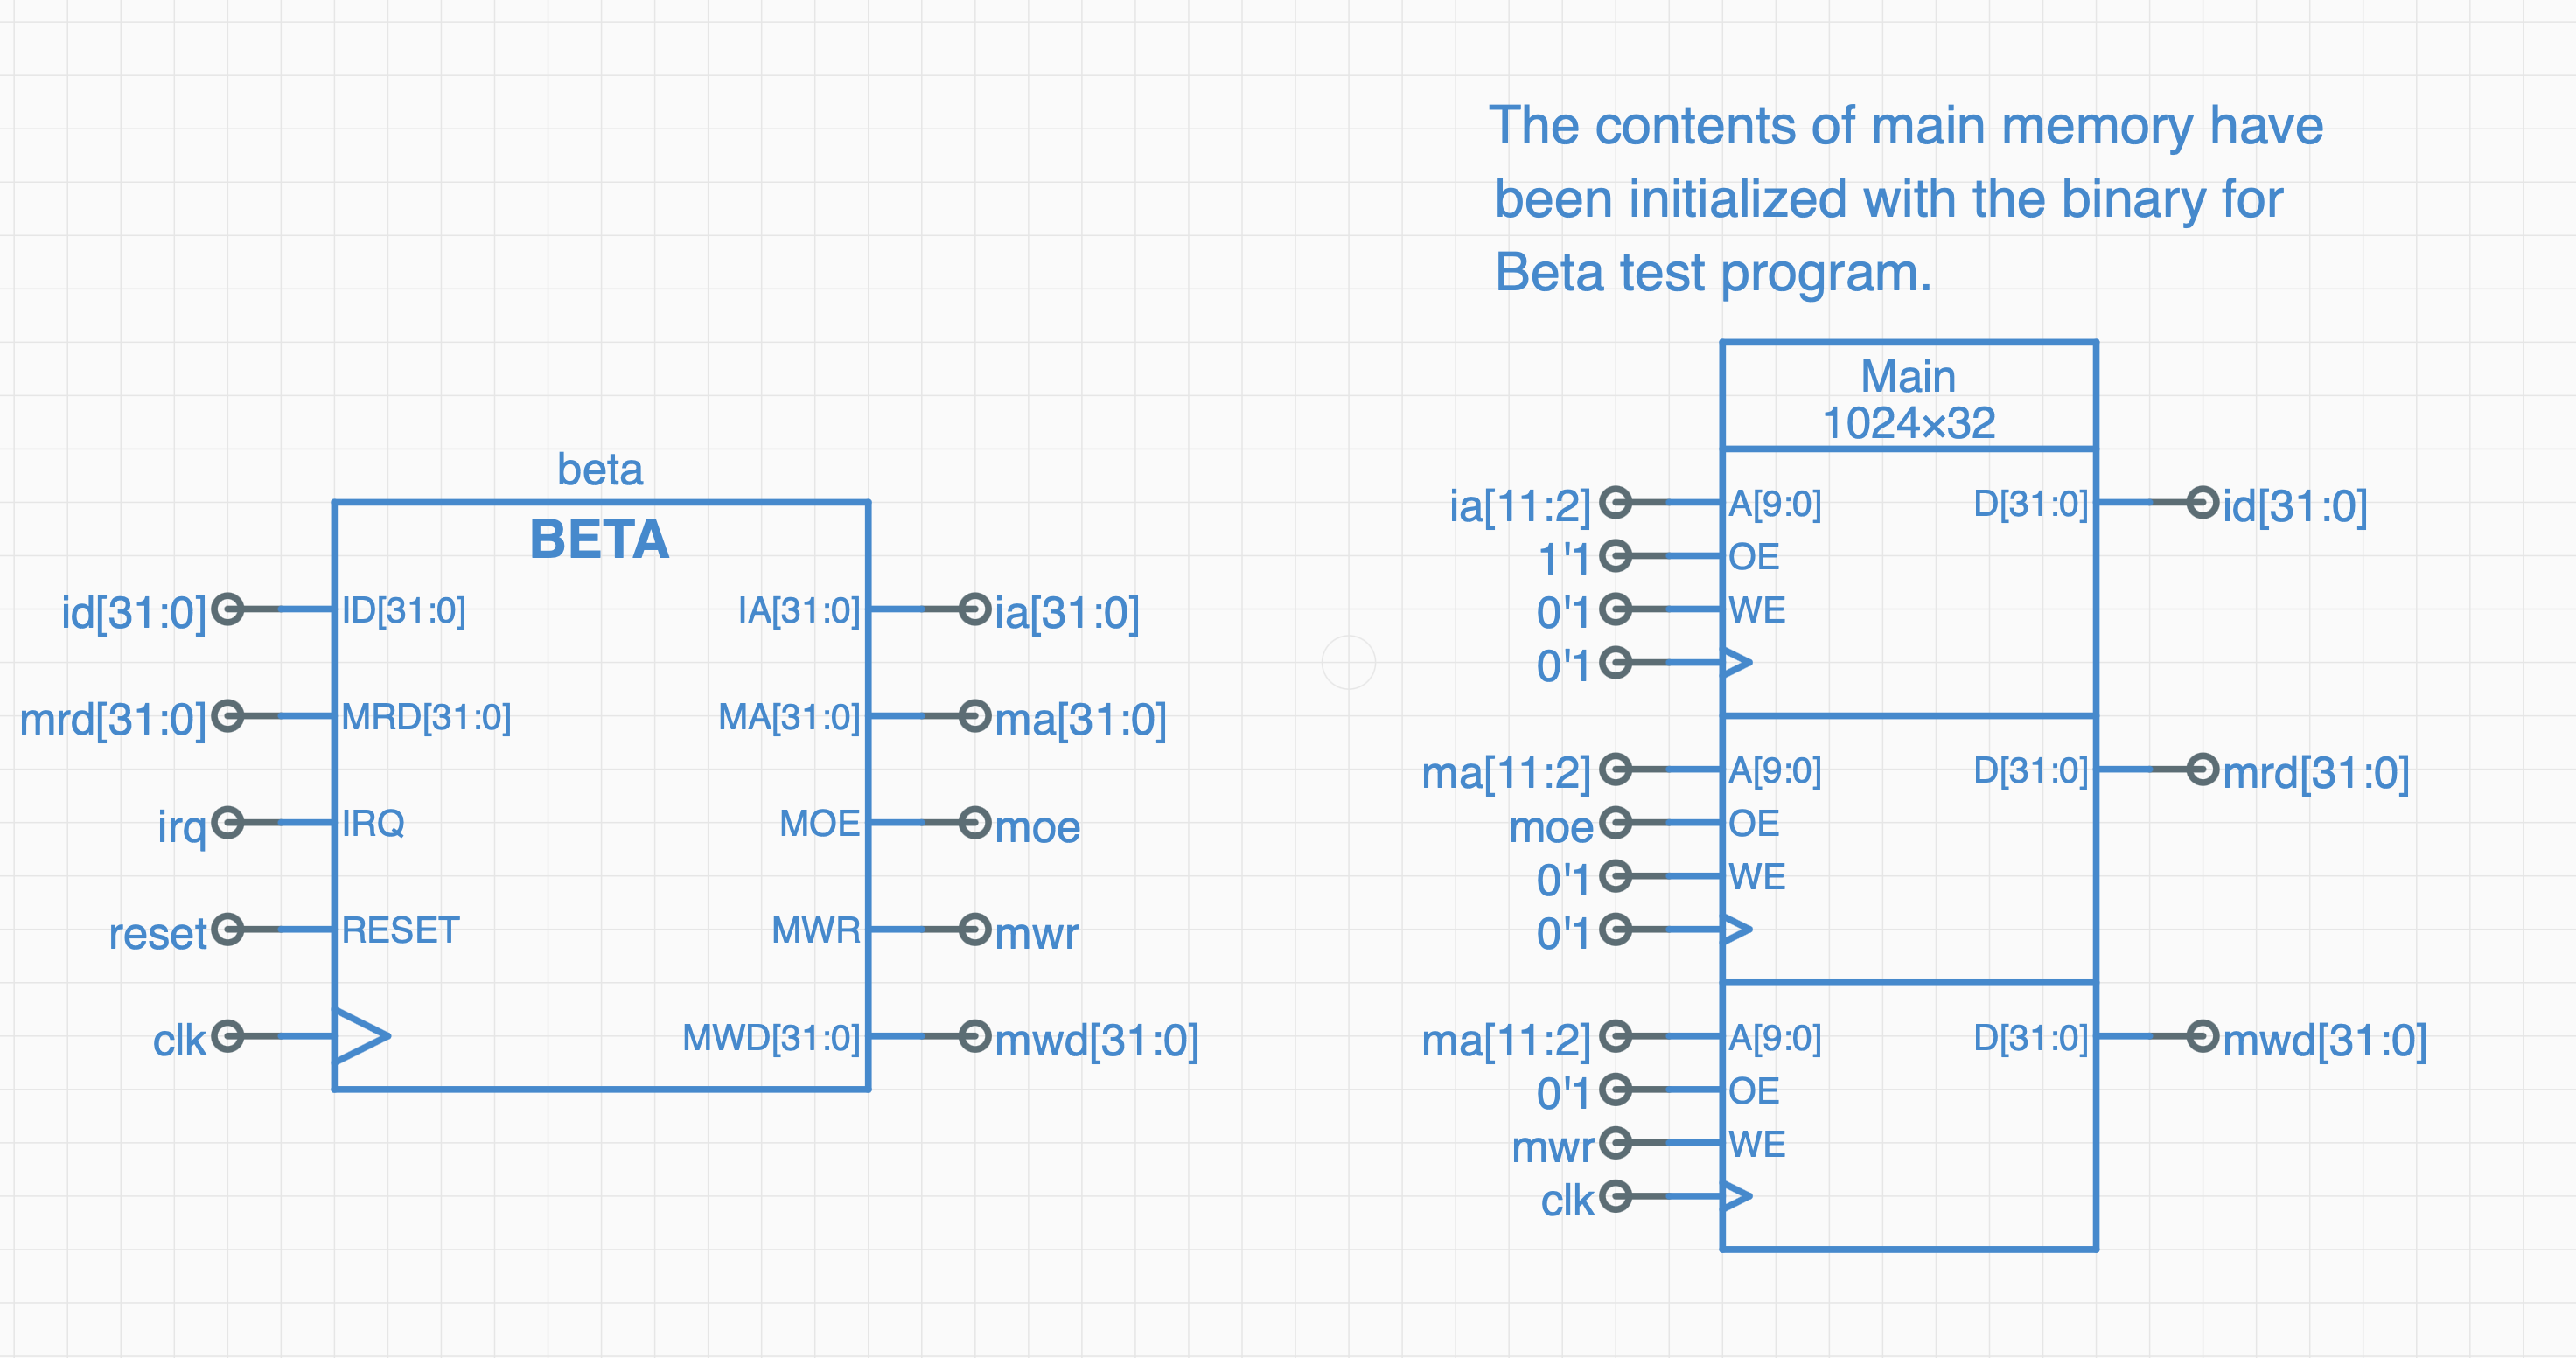 The contents of main memory have
been initialized with the binary for
Beta test program.
beta
BETA
id[31:0] ID[31:0] IA[31:0] ia[31:0]
mrd[31:0] MRD[31:0] MA[31:0] ma[31:0]
irq IRQ MOE moe
reset RESET MWR mwr
clk MWD[31:0] mwd[31:0]
Main
1024×32
ia[11:2] A[9:0] D[31:0] id[31:0]
1'1 OE
0'1 WE
0'1
ma[11:2] A[9:0] D[31:0] mrd[31:0]
moe OE
0'1 WE
0'1
ma[11:2] A[9:0] D[31:0] mwd[31:0]
0'1 OE
mwr WE
clk